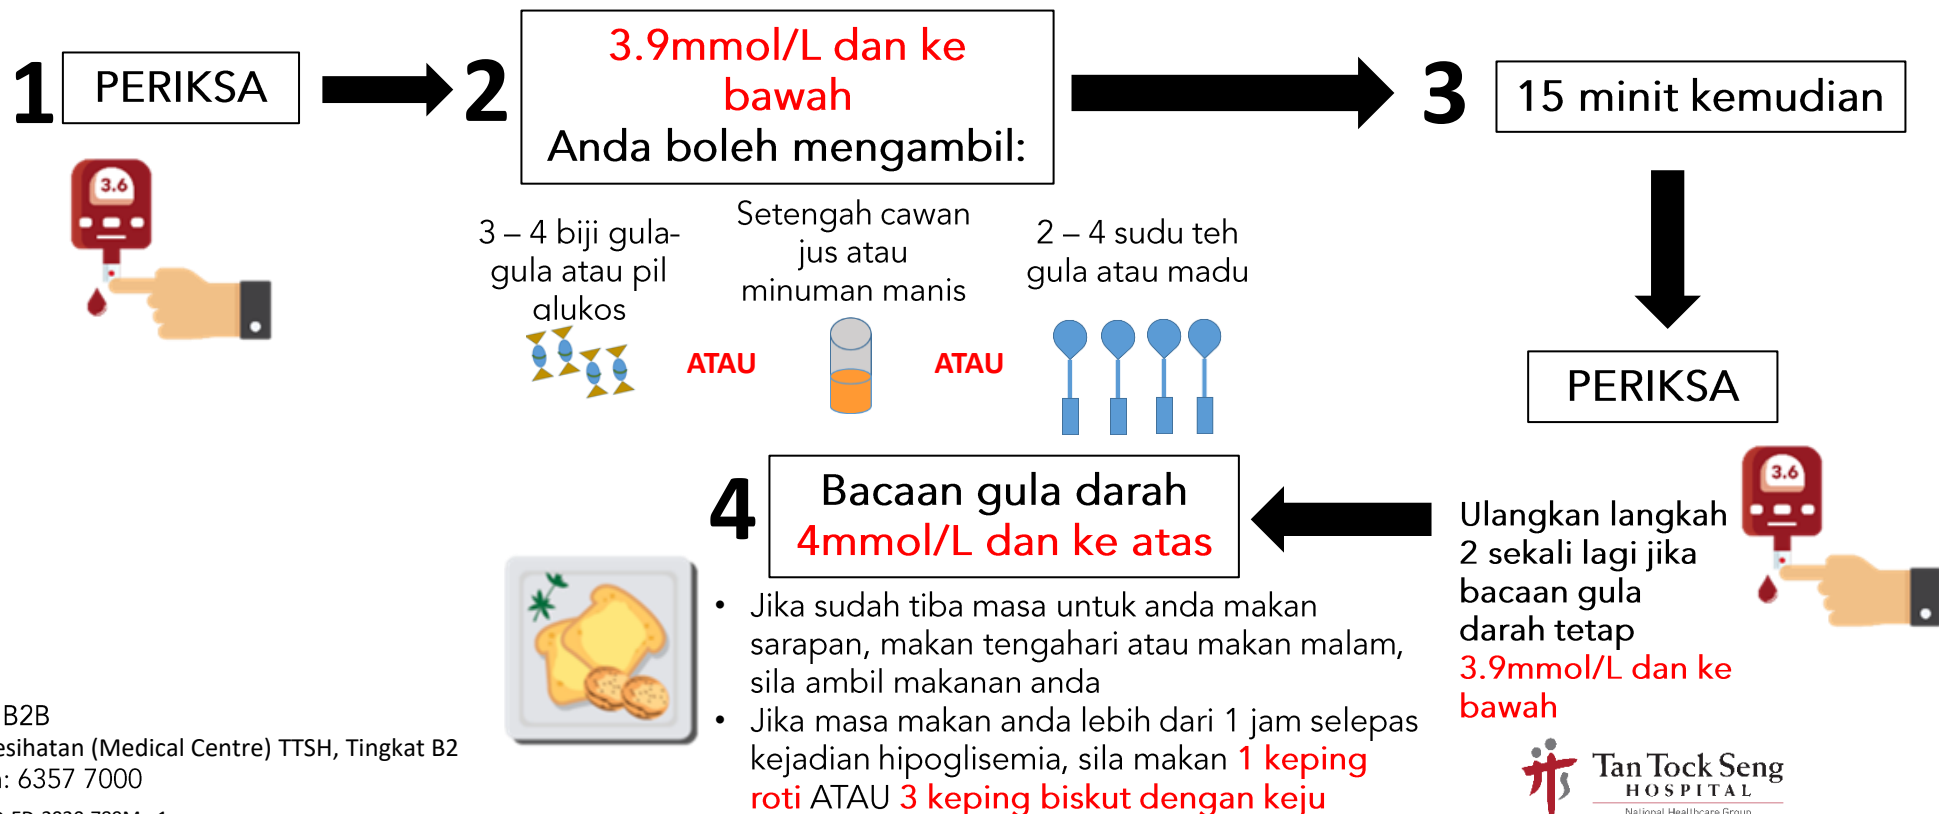 1
PERIKSA
2
3.9mmol/L dan ke
bawah
Anda boleh mengambil:
3
15 minit kemudian
3.6
3 – 4 biji gula-
gula atau pil
glukos
ATAU
Setengah cawan
jus atau
minuman manis
ATAU
2 – 4 sudu teh
gula atau madu
PERIKSA
3.6
Ulangkan langkah
2 sekali lagi jika
bacaan gula
darah tetap
3.9mmol/L dan ke
bawah
4
Bacaan gula darah
4mmol/L dan ke atas
• Jika sudah tiba masa untuk anda makan
sarapan, makan tengahari atau makan malam,
sila ambil makanan anda
• Jika masa makan anda lebih dari 1 jam selepas
kejadian hipoglisemia, sila makan 1 keping
roti ATAU 3 keping biskut dengan keju
B2B
(Medical Centre) TTSH, Tingkat B2
6357 7000
Tan Tock Seng
HOSPITAL
National Healthcare Group